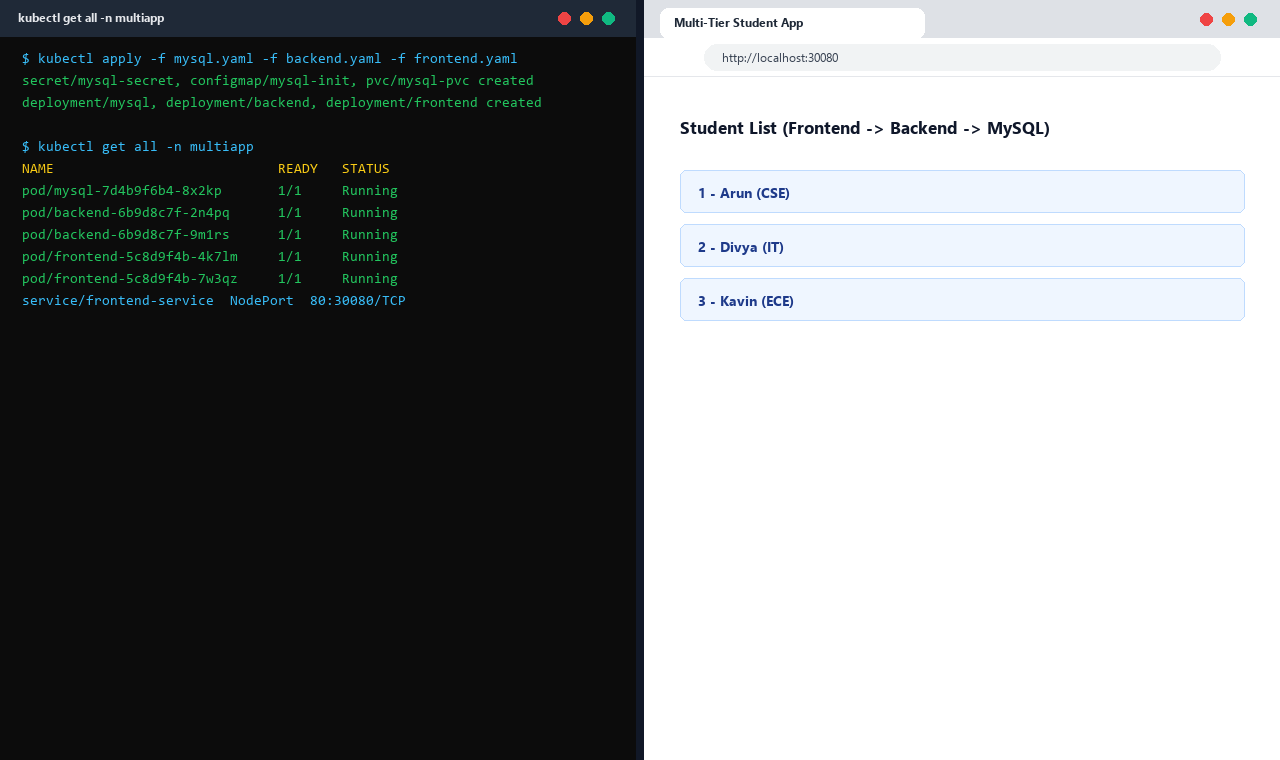 kubectl get all -n multiapp
$ kubectl apply -f mysql.yaml -f backend.yaml -f frontend.yaml
secret/mysql-secret, configmap/mysql-init, pvc/mysql-pvc created
deployment/mysql, deployment/backend, deployment/frontend created
$ kubectl get all -n multiapp
NAME READY STATUS
pod/mysql-7d4b9f6b4-8x2kp 1/1 Running
pod/backend-6b9d8c7f-2n4pq 1/1 Running
pod/backend-6b9d8c7f-9m1rs 1/1 Running
pod/frontend-5c8d9f4b-4k7lm 1/1 Running
pod/frontend-5c8d9f4b-7w3qz 1/1 Running
service/frontend-service NodePort 80:30080/TCP
Multi-Tier Student App
http://localhost:30080
Student List (Frontend -> Backend -> MySQL)
1 - Arun (CSE)
2 - Divya (IT)
3 - Kavin (ECE)